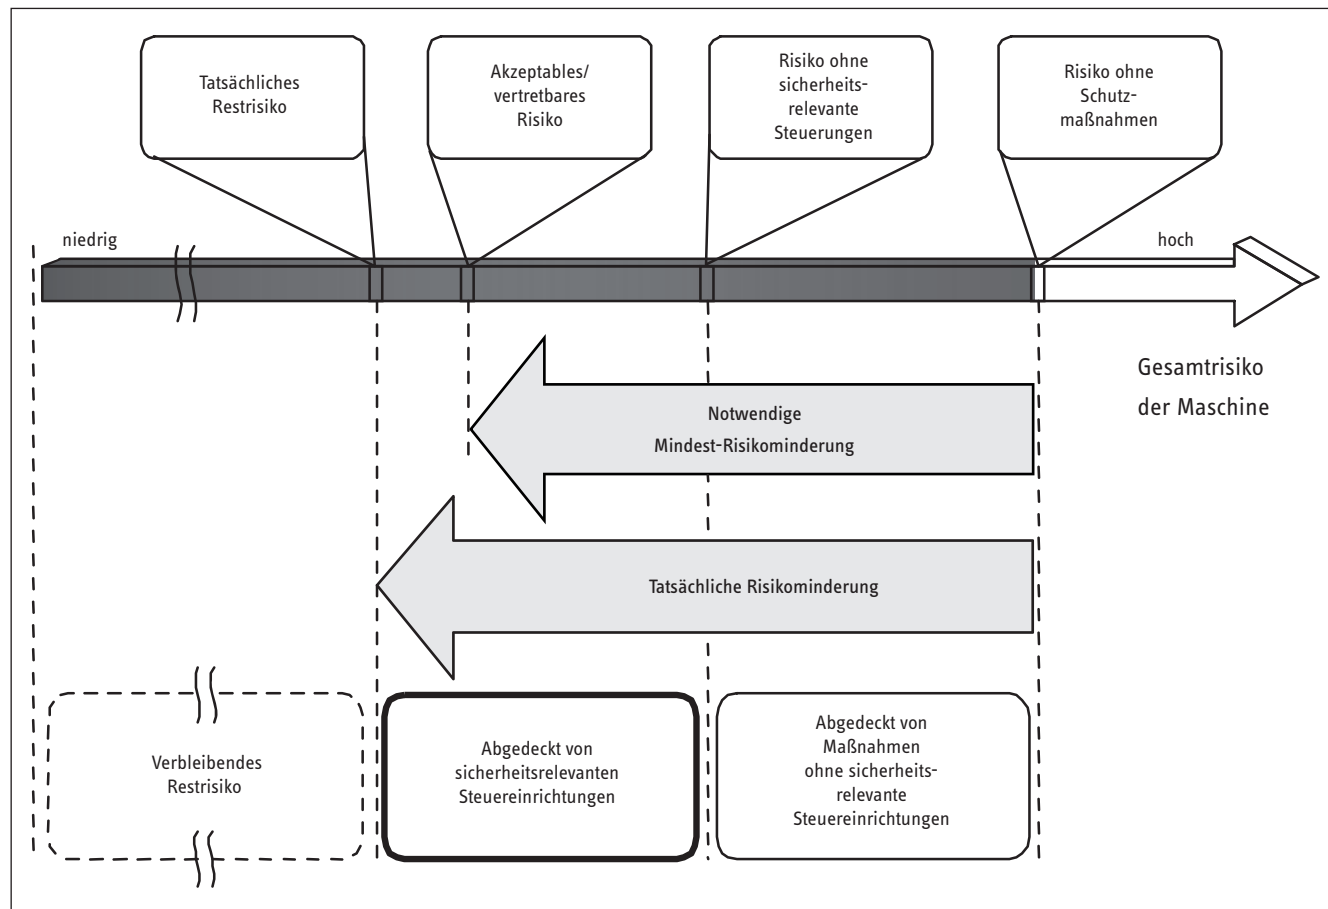 Tatsächliches
Restrisiko
Akzeptables/
vertretbares
Risiko
Risiko ohne
sicherheits-
relevante
Steuerungen
Risiko ohne
Schutz-
maßnahmen
niedrig
hoch
Gesamtrisiko
der Maschine
Notwendige
Mindest-Risikominderung
Tatsächliche Risikominderung
Verbleibendes
Restrisiko
Abgedeckt von
sicherheitsrelevanten
Steuereinrichtungen
Abgedeckt von
Maßnahmen
ohne sicherheits-
relevante
Steuereinrichtungen